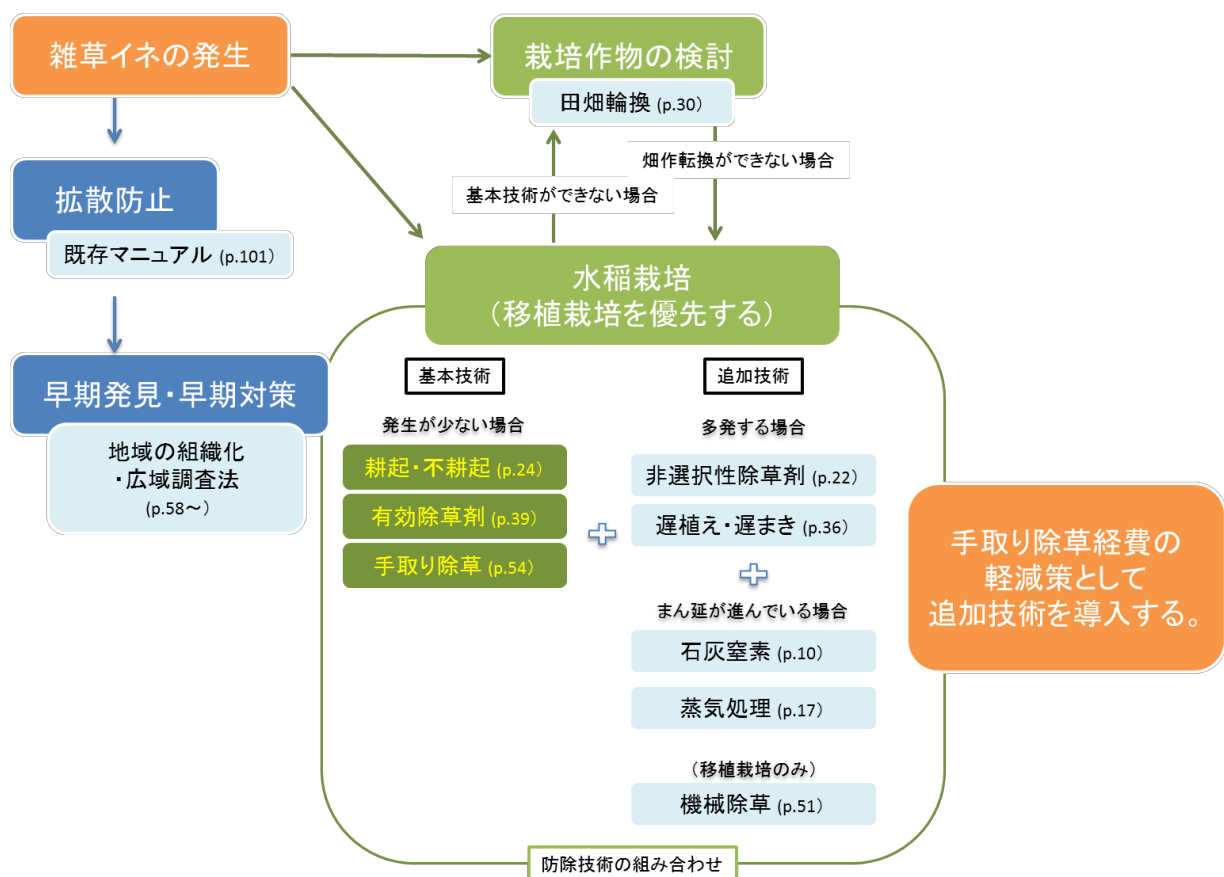 雑草イネの発生
栽培作物の検討
田畑輪換 (p.30)
畑作転換ができない場合
基本技術ができない場合
拡散防止
既存マニュアル (p.101)
早期発見・早期対策
地域の組織化
・広域調査法
(p.58～)
水稲栽培
（移植栽培を優先する）
基本技術
発生が少ない場合
耕起・不耕起 (p.24)
有効除草剤 (p.39)
手取り除草 (p.54)
追加技術
多発する場合
非選択性除草剤 (p.22)
遅植え・遅まき (p.36)
まん延が進んでいる場合
石灰窒素 (p.10)
蒸気処理 (p.17)
（移植栽培のみ）
機械除草 (p.51)
手取り除草経費の
軽減策として
追加技術を導入する。
防除技術の組み合わせ